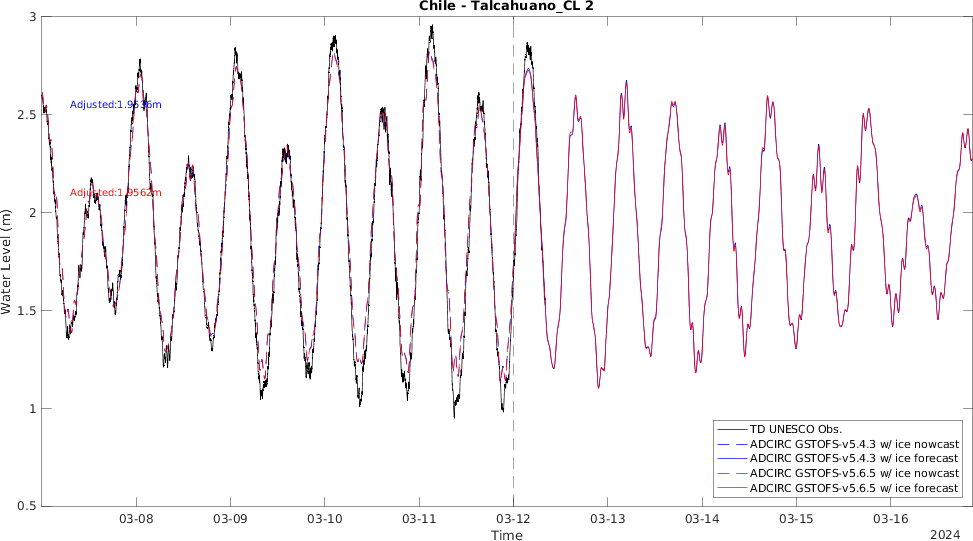 Chile - Talcahuano_CL 2
3
2.5
2
1.5
1
0.5
Water Level (m)
Adjusted:1.9536m
Adjusted:1.9562m
TD UNESCO Obs.
ADCIRC GSTOFS-v5.4.3 w/ ice nowcast
ADCIRC GSTOFS-v5.4.3 w/ ice forecast
ADCIRC GSTOFS-v5.6.5 w/ ice nowcast
ADCIRC GSTOFS-v5.6.5 w/ ice forecast
03-08 03-09 03-10 03-11 03-12 03-13 03-14 03-15 03-16
Time
2024